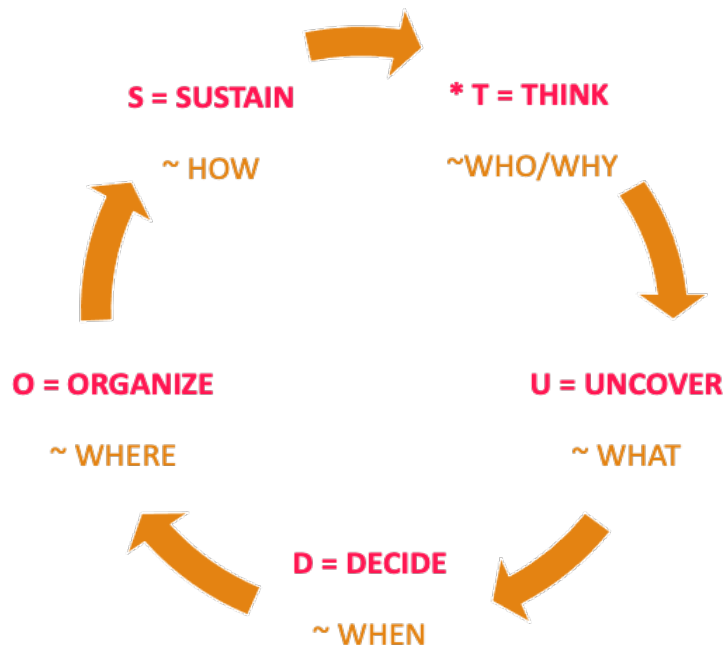 S = SUSTAIN
~ HOW
* T = THINK
~WHO/WHY
U = UNCOVER
~ WHAT
D = DECIDE
~ WHEN
O = ORGANIZE
~ WHERE